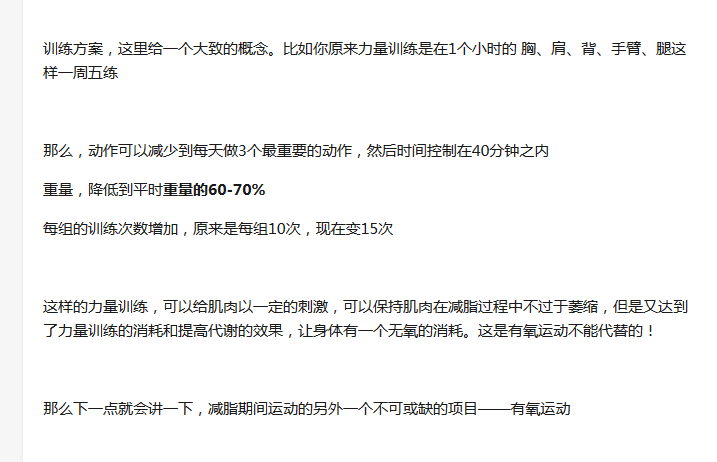 训练方案，这里给一个大致的概念。比如你原来力量训练是在1个小时的 胸、肩、背、手臂、腿这
样一周五练
那么，动作可以减少到每天做3个最重要的动作，然后时间控制在40分钟之内
重量，降低到平时重量的60-70%
每组的训练次数增加，原来是每组10次，现在变15次
这样的力量训练，可以给肌肉以一定的刺激，可以保持肌肉在减脂过程中不过于萎缩，但是又达到
了力量训练的消耗和提高代谢的效果，让身体有一个无氧的消耗。这是有氧运动不能代替的！
那么下一点就会讲一下，减脂期间运动的另外一个不可或缺的项目——有氧运动